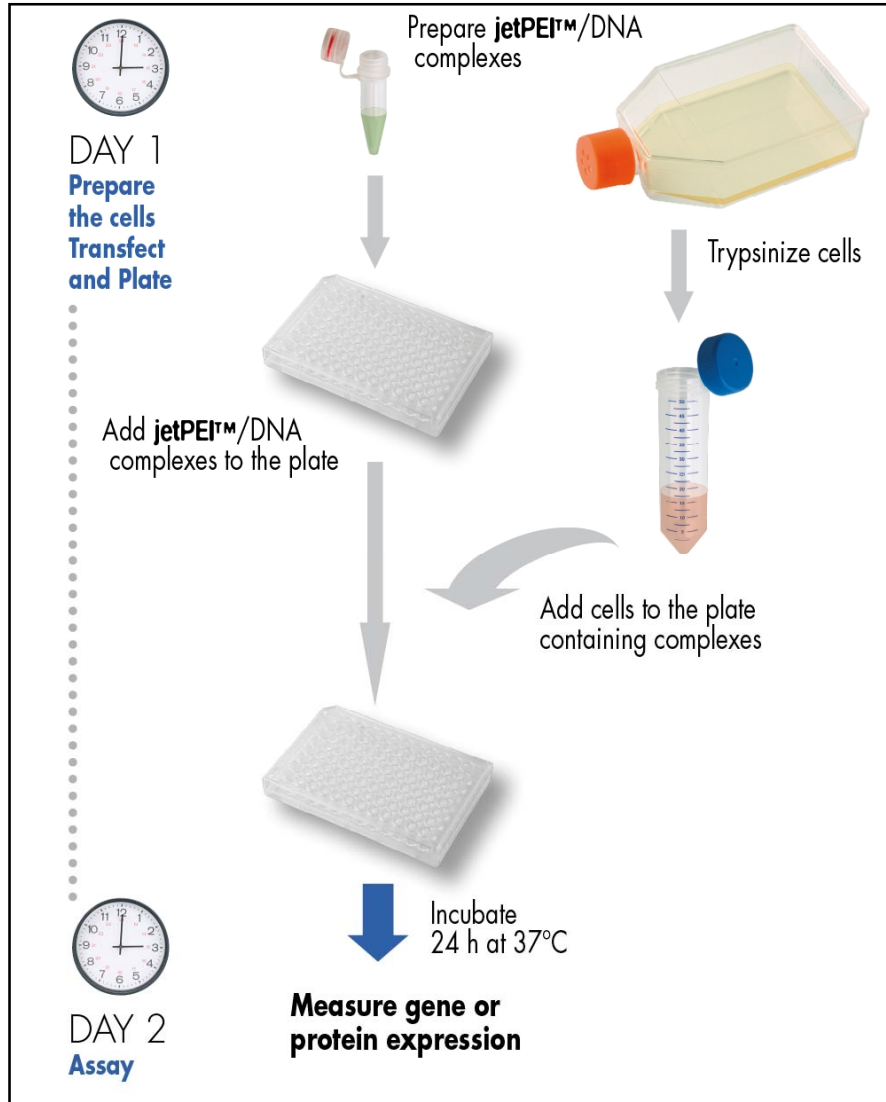 Prepare jetPEI™/DNA
complexes
DAY 1
Prepare
the cells
Transfect
and Plate
Trypsinize cells
Add jetPEI™/DNA
complexes to the plate
Add cells to the plate
containing complexes
Incubate
24 h at 37°C
Measure gene or
protein expression
DAY 2
Assay